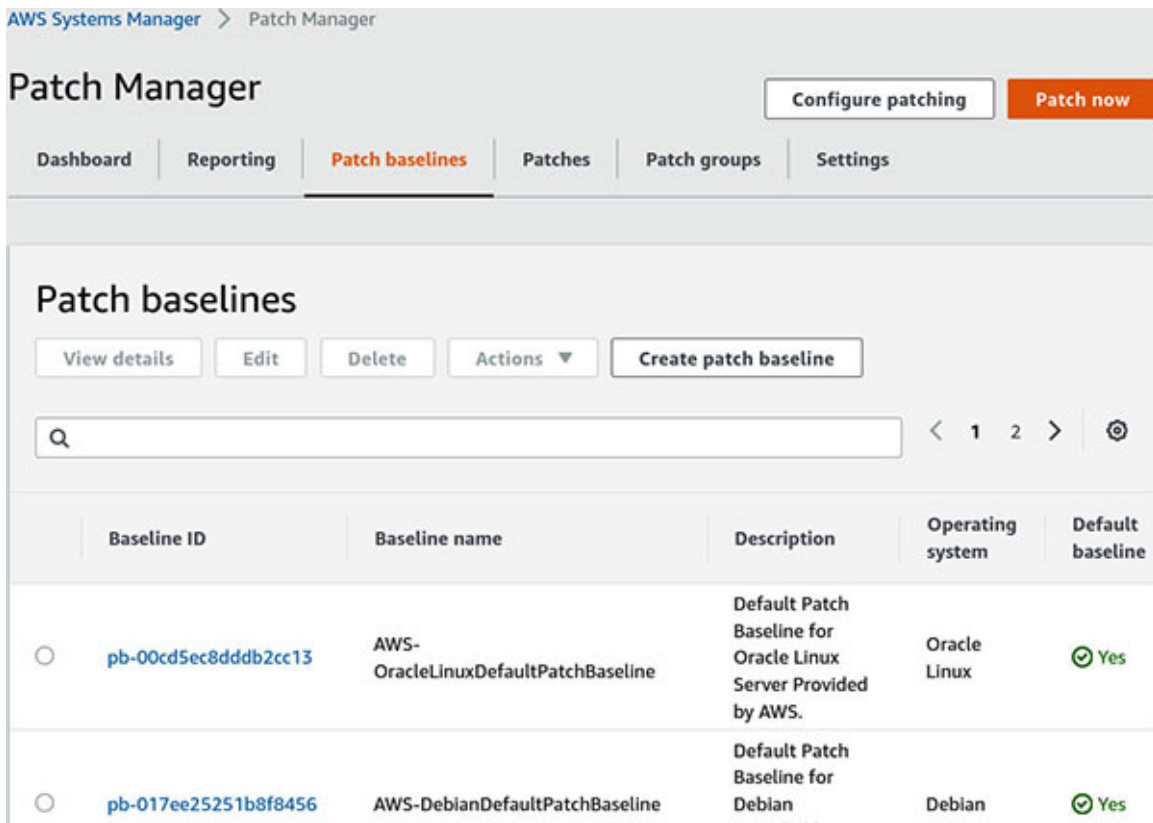 AWS Systems Manager > Patch Manager
Patch Manager
Configure patching
Patch now
Dashboard
Reporting
Patch baselines
Patches
Patch groups
Settings
Patch baselines
View details
Edit
Delete
Actions ▼
Create patch baseline
< 1 2 >
Baseline ID
Baseline name
Description
Operating
system
Default
baseline
pb-00cd5ec8dddb2cc13
AWS-
OracleLinuxDefaultPatchBaseline
Default Patch
Baseline for
Oracle Linux
Server Provided
by AWS.
Oracle
Linux
Yes
pb-017ee25251b8f8456
AWS-DebianDefaultPatchBaseline
Default Patch
Baseline for
Debian
Debian
Yes